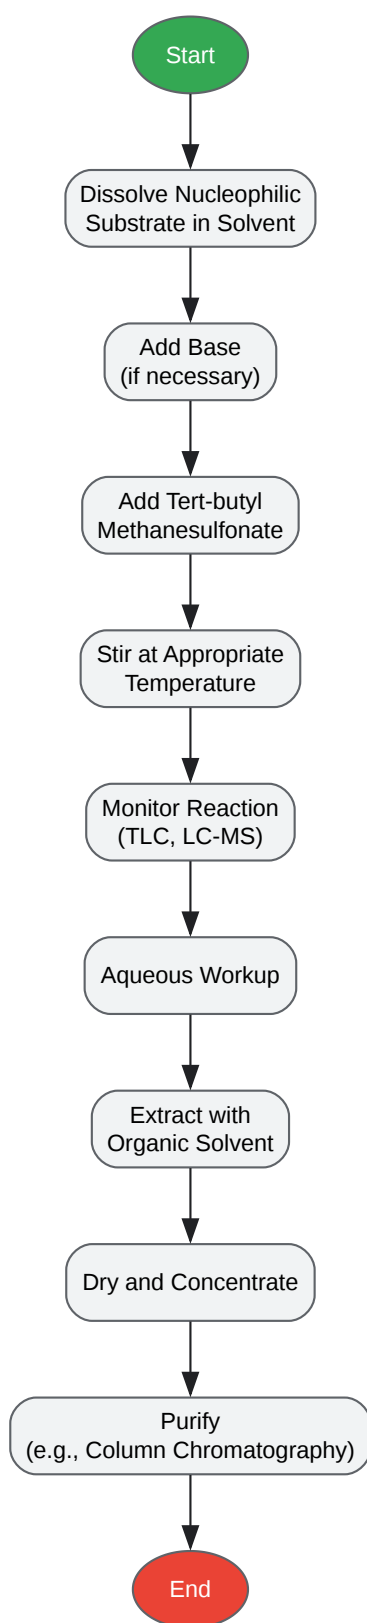 Start
Dissolve Nucleophilic
Substrate in Solvent
Add Base
(if necessary)
Add Tert-butyl
Methanesulfonate
Stir at Appropriate
Temperature
Monitor Reaction
(TLC, LC-MS)
Aqueous Workup
Extract with
Organic Solvent
Dry and Concentrate
Purify
(e.g., Column Chromatography)
End